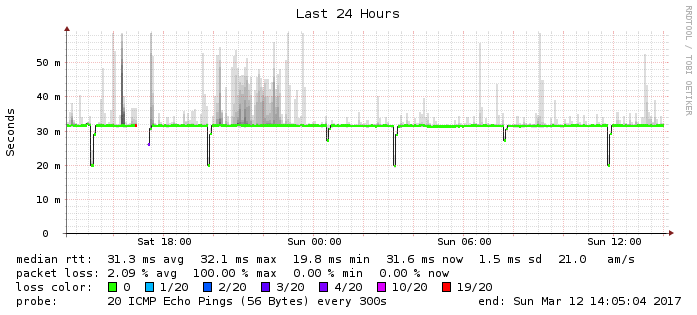 Last 24 Hours
RRDTOOL / TOBI OETIKER
Seconds
50 m
40 m
30 m
20 m
10 m
0
Sat 18:00 Sun 00:00 Sun 06:00 Sun 12:00
median rtt: 31.3 ms avg 32.1 ms max 19.8 ms min 31.6 ms now 1.5 ms sd 21.0 am/s
packet loss: 2.09 % avg 100.00 % max 0.00 % min 0.00 % now
loss color: 0 1/20 2/20 3/20 4/20 10/20 19/20
probe: 20 ICMP Echo Pings (56 Bytes) every 300s end: Sun Mar 12 14:05:04 2017